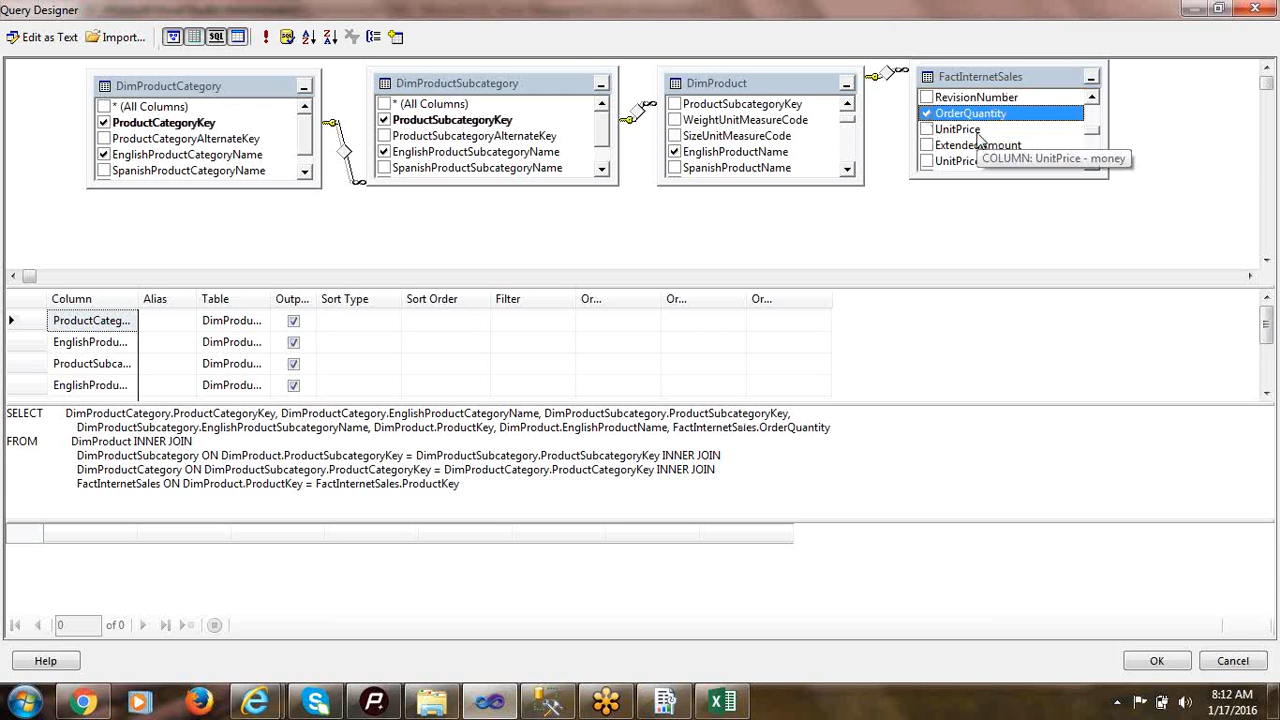 Query Designer
Edit as Text
Import...
SQL
DimProductCategory
* (All Columns)
ProductCategoryKey
ProductCategoryAlternateKey
EnglishProductCategoryName
SpanishProductCategoryName
DimProductSubcategory
* (All Columns)
ProductSubcategoryKey
ProductSubcategoryAlternateKey
EnglishProductSubcategoryName
SpanishProductSubcategoryName
DimProduct
ProductSubcategoryKey
WeightUnitMeasureCode
SizeUnitMeasureCode
EnglishProductName
SpanishProductName
FactInternetSales
RevisionNumber
OrderQuantity
UnitPrice
COLUMN: UnitPrice - money
Column Alias Table Outp... Sort Type Sort Order Filter Or... Or... Or...
ProductCateg... DimProdu...
EnglishProdu... DimProdu...
ProductSubca... DimProdu...
EnglishProdu... DimProdu...
SELECT DimProductCategory.ProductCategoryKey, DimProductCategory.EnglishProductCategoryName, DimProductSubcategory.ProductSubcategoryKey,
DimProductSubcategory.EnglishProductSubcategoryName, DimProduct.ProductKey, DimProduct.EnglishProductName, FactInternetSales.OrderQuantity
FROM DimProduct INNER JOIN
DimProductSubcategory ON DimProduct.ProductSubcategoryKey = DimProductSubcategory.ProductSubcategoryKey INNER JOIN
DimProductCategory ON DimProductSubcategory.ProductCategoryKey = DimProductCategory.ProductCategoryKey INNER JOIN
FactInternetSales ON DimProduct.ProductKey = FactInternetSales.ProductKey
0 of 0
Help
OK
Cancel
8:12 AM
1/17/2016